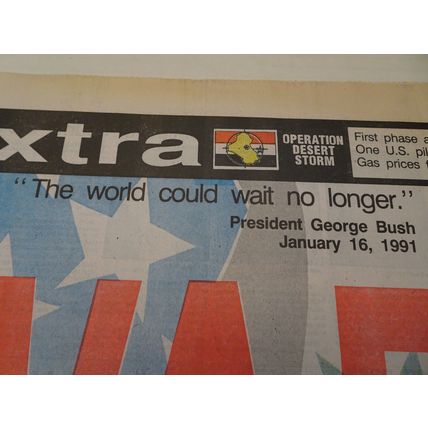 xtra
OPERATION
DESERT
STORM
First phase
One U.S.
Gas prices
"The world could wait no longer."
President George Bush
January 16, 1991
WAR